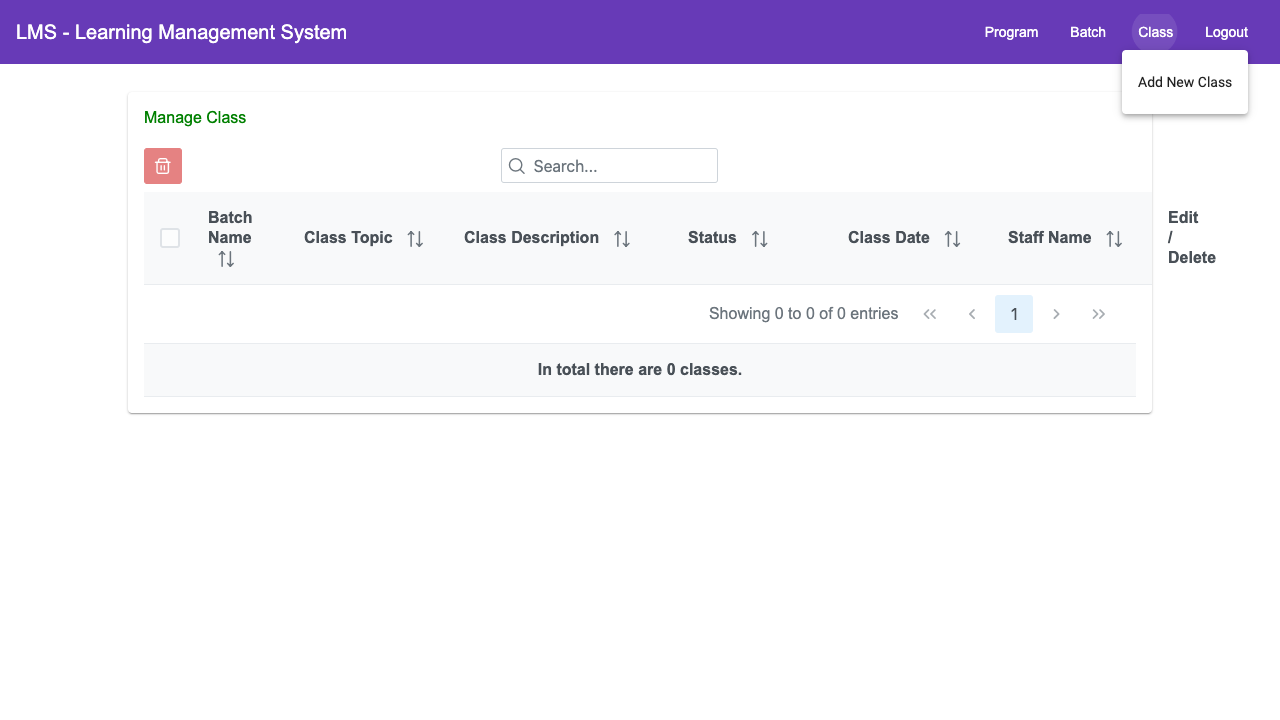 LMS - Learning Management System
Program
Batch
Class
Logout
Add New Class
Manage Class
Search...
Batch
Name
Class Topic
Class Description
Status
Class Date
Staff Name
Edit
/
Delete
Showing 0 to 0 of 0 entries
1
In total there are 0 classes.